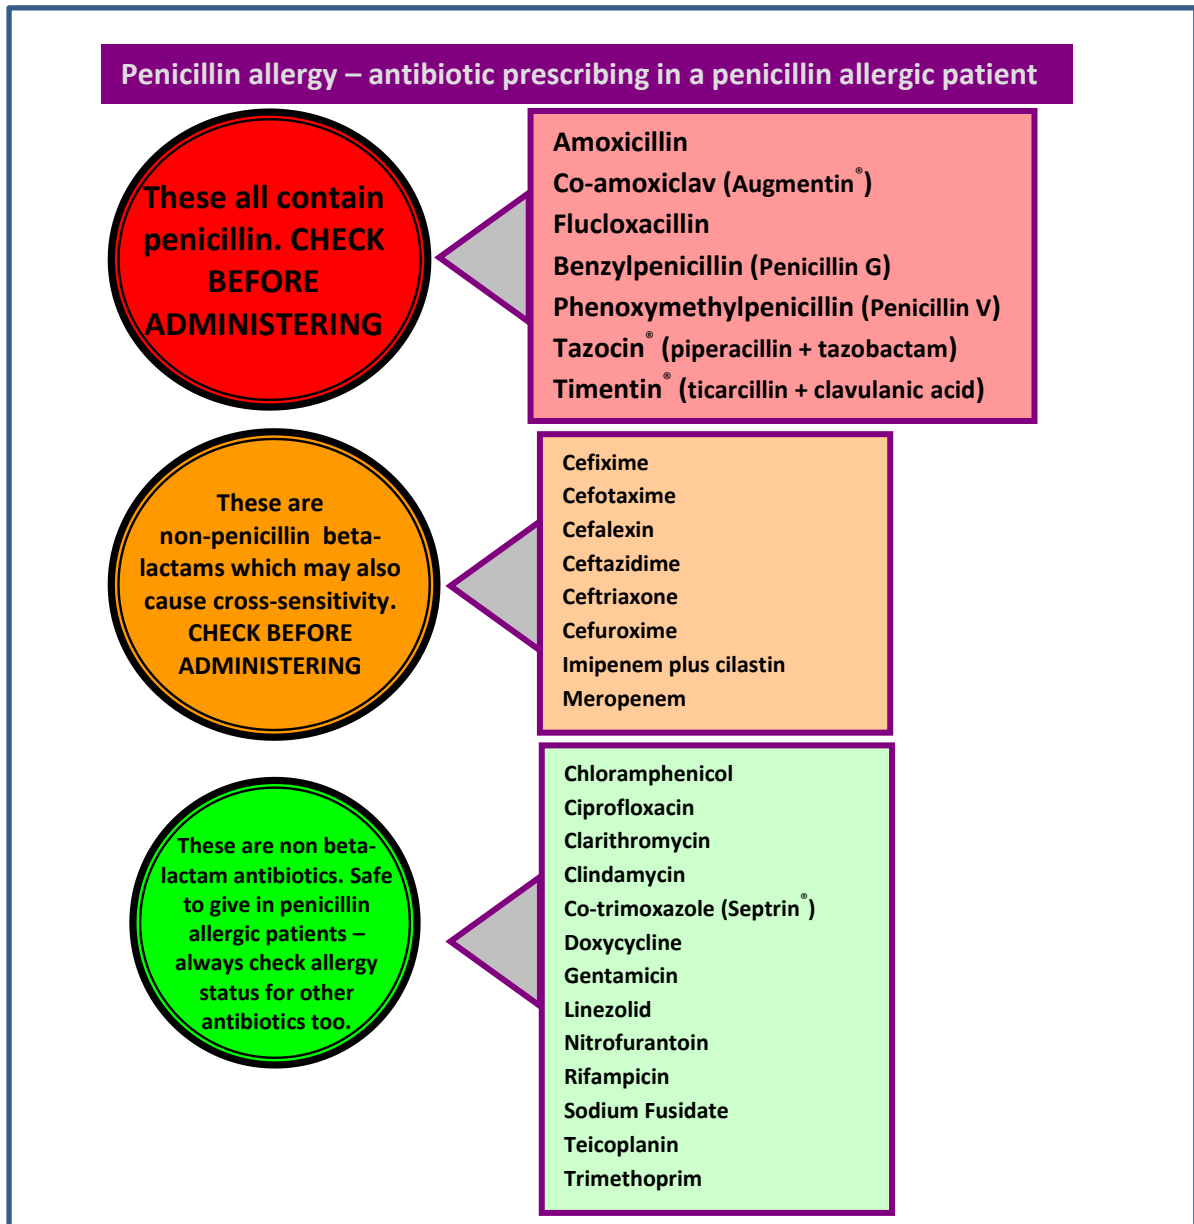 Penicillin allergy – antibiotic prescribing in a penicillin allergic patient
These all contain
penicillin. CHECK
BEFORE
ADMINISTERING
Amoxicillin
Co-amoxiclav (Augmentin®)
Flucloxacillin
Benzylpenicillin (Penicillin G)
Phenoxymethylpenicillin (Penicillin V)
Tazocin® (piperacillin + tazobactam)
Timentin® (ticarcillin + clavulanic acid)
These are
non-penicillin beta-
lactams which may also
cause cross-sensitivity.
CHECK BEFORE
ADMINISTERING
Cefixime
Cefotaxime
Cefalexin
Ceftazidime
Ceftriaxone
Cefuroxime
Imipenem plus cilastin
Meropenem
These are non beta-
lactam antibiotics. Safe
to give in penicillin
allergic patients –
always check allergy
status for other
antibiotics too.
Chloramphenicol
Ciprofloxacin
Clarithromycin
Clindamycin
Co-trimoxazole (Septrin®)
Doxycycline
Gentamicin
Linezolid
Nitrofurantoin
Rifampicin
Sodium Fusidate
Teicoplanin
Trimethoprim